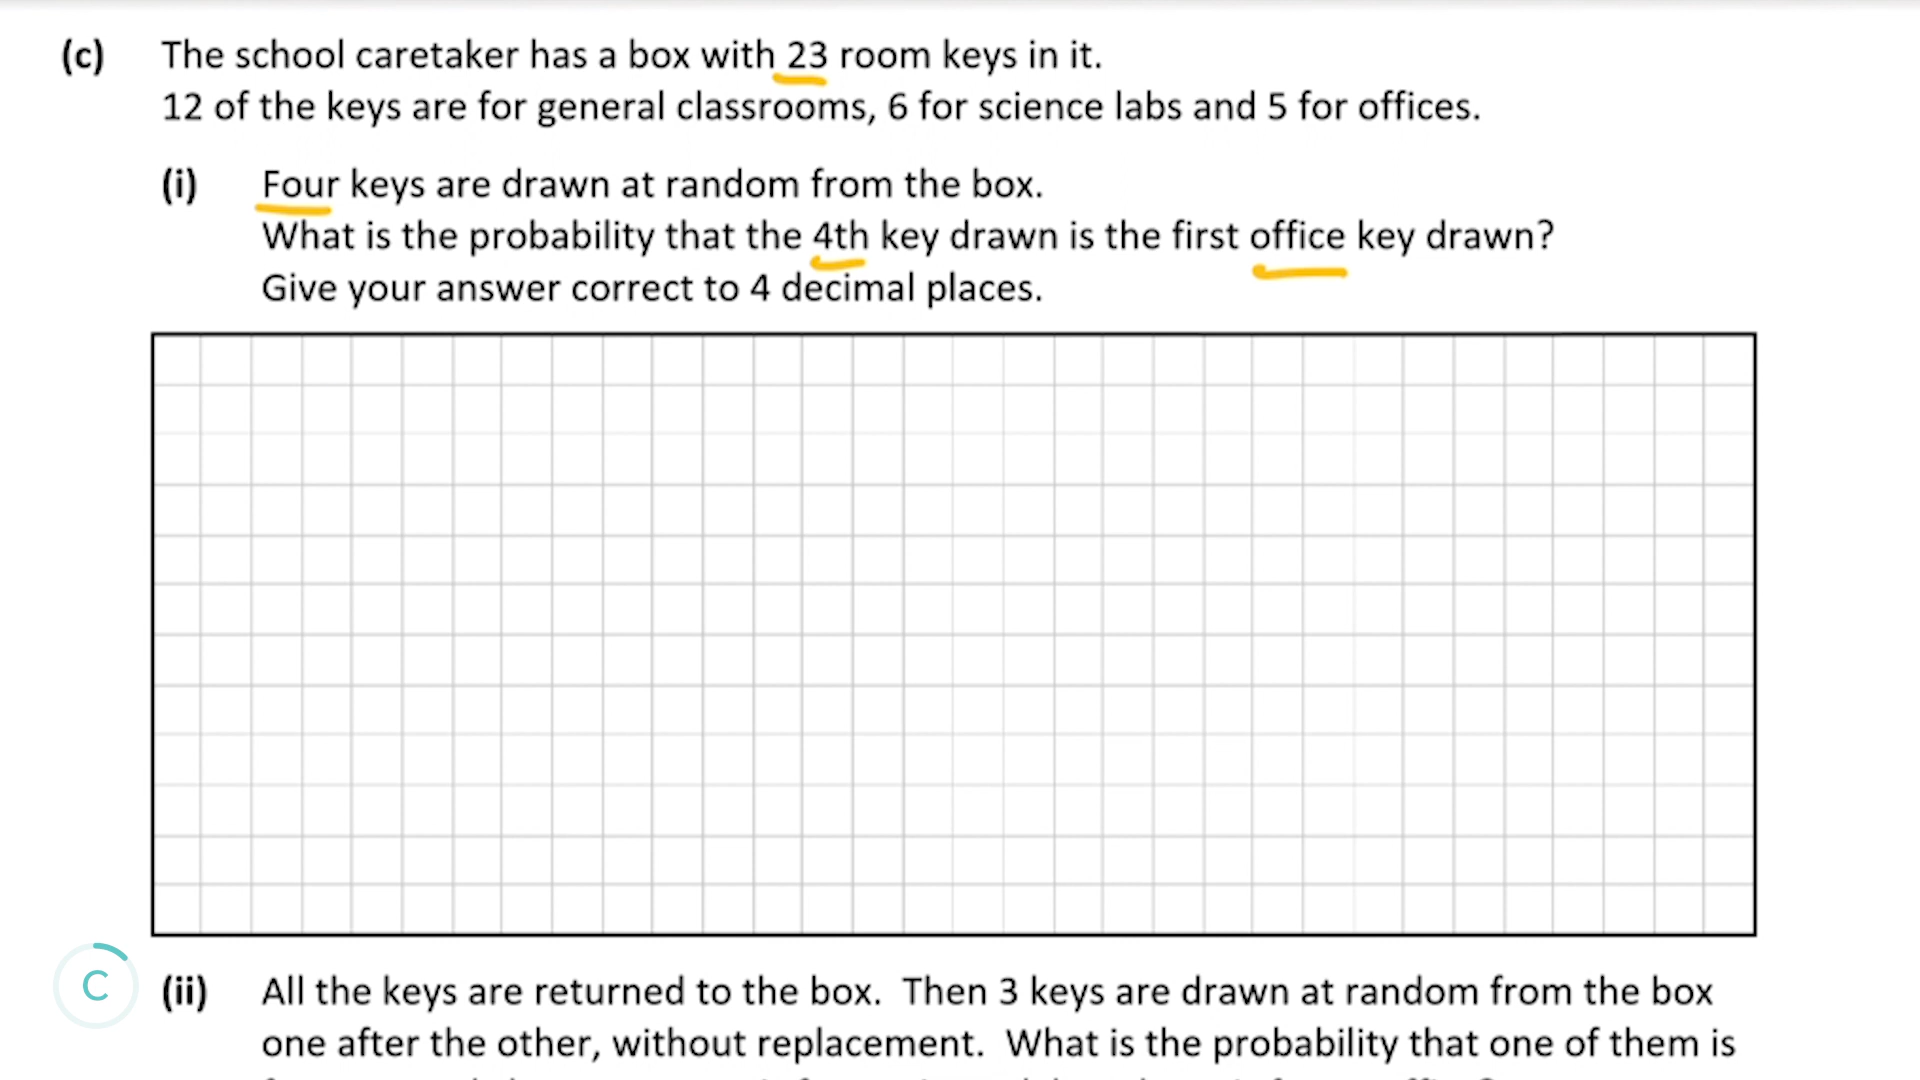 (c) The school caretaker has a box with 23 room keys in it.
12 of the keys are for general classrooms, 6 for science labs and 5 for offices.
(i) Four keys are drawn at random from the box.
What is the probability that the 4th key drawn is the first office key drawn?
Give your answer correct to 4 decimal places.
C
(ii) All the keys are returned to the box. Then 3 keys are drawn at random from the box
one after the other, without replacement. What is the probability that one of them is